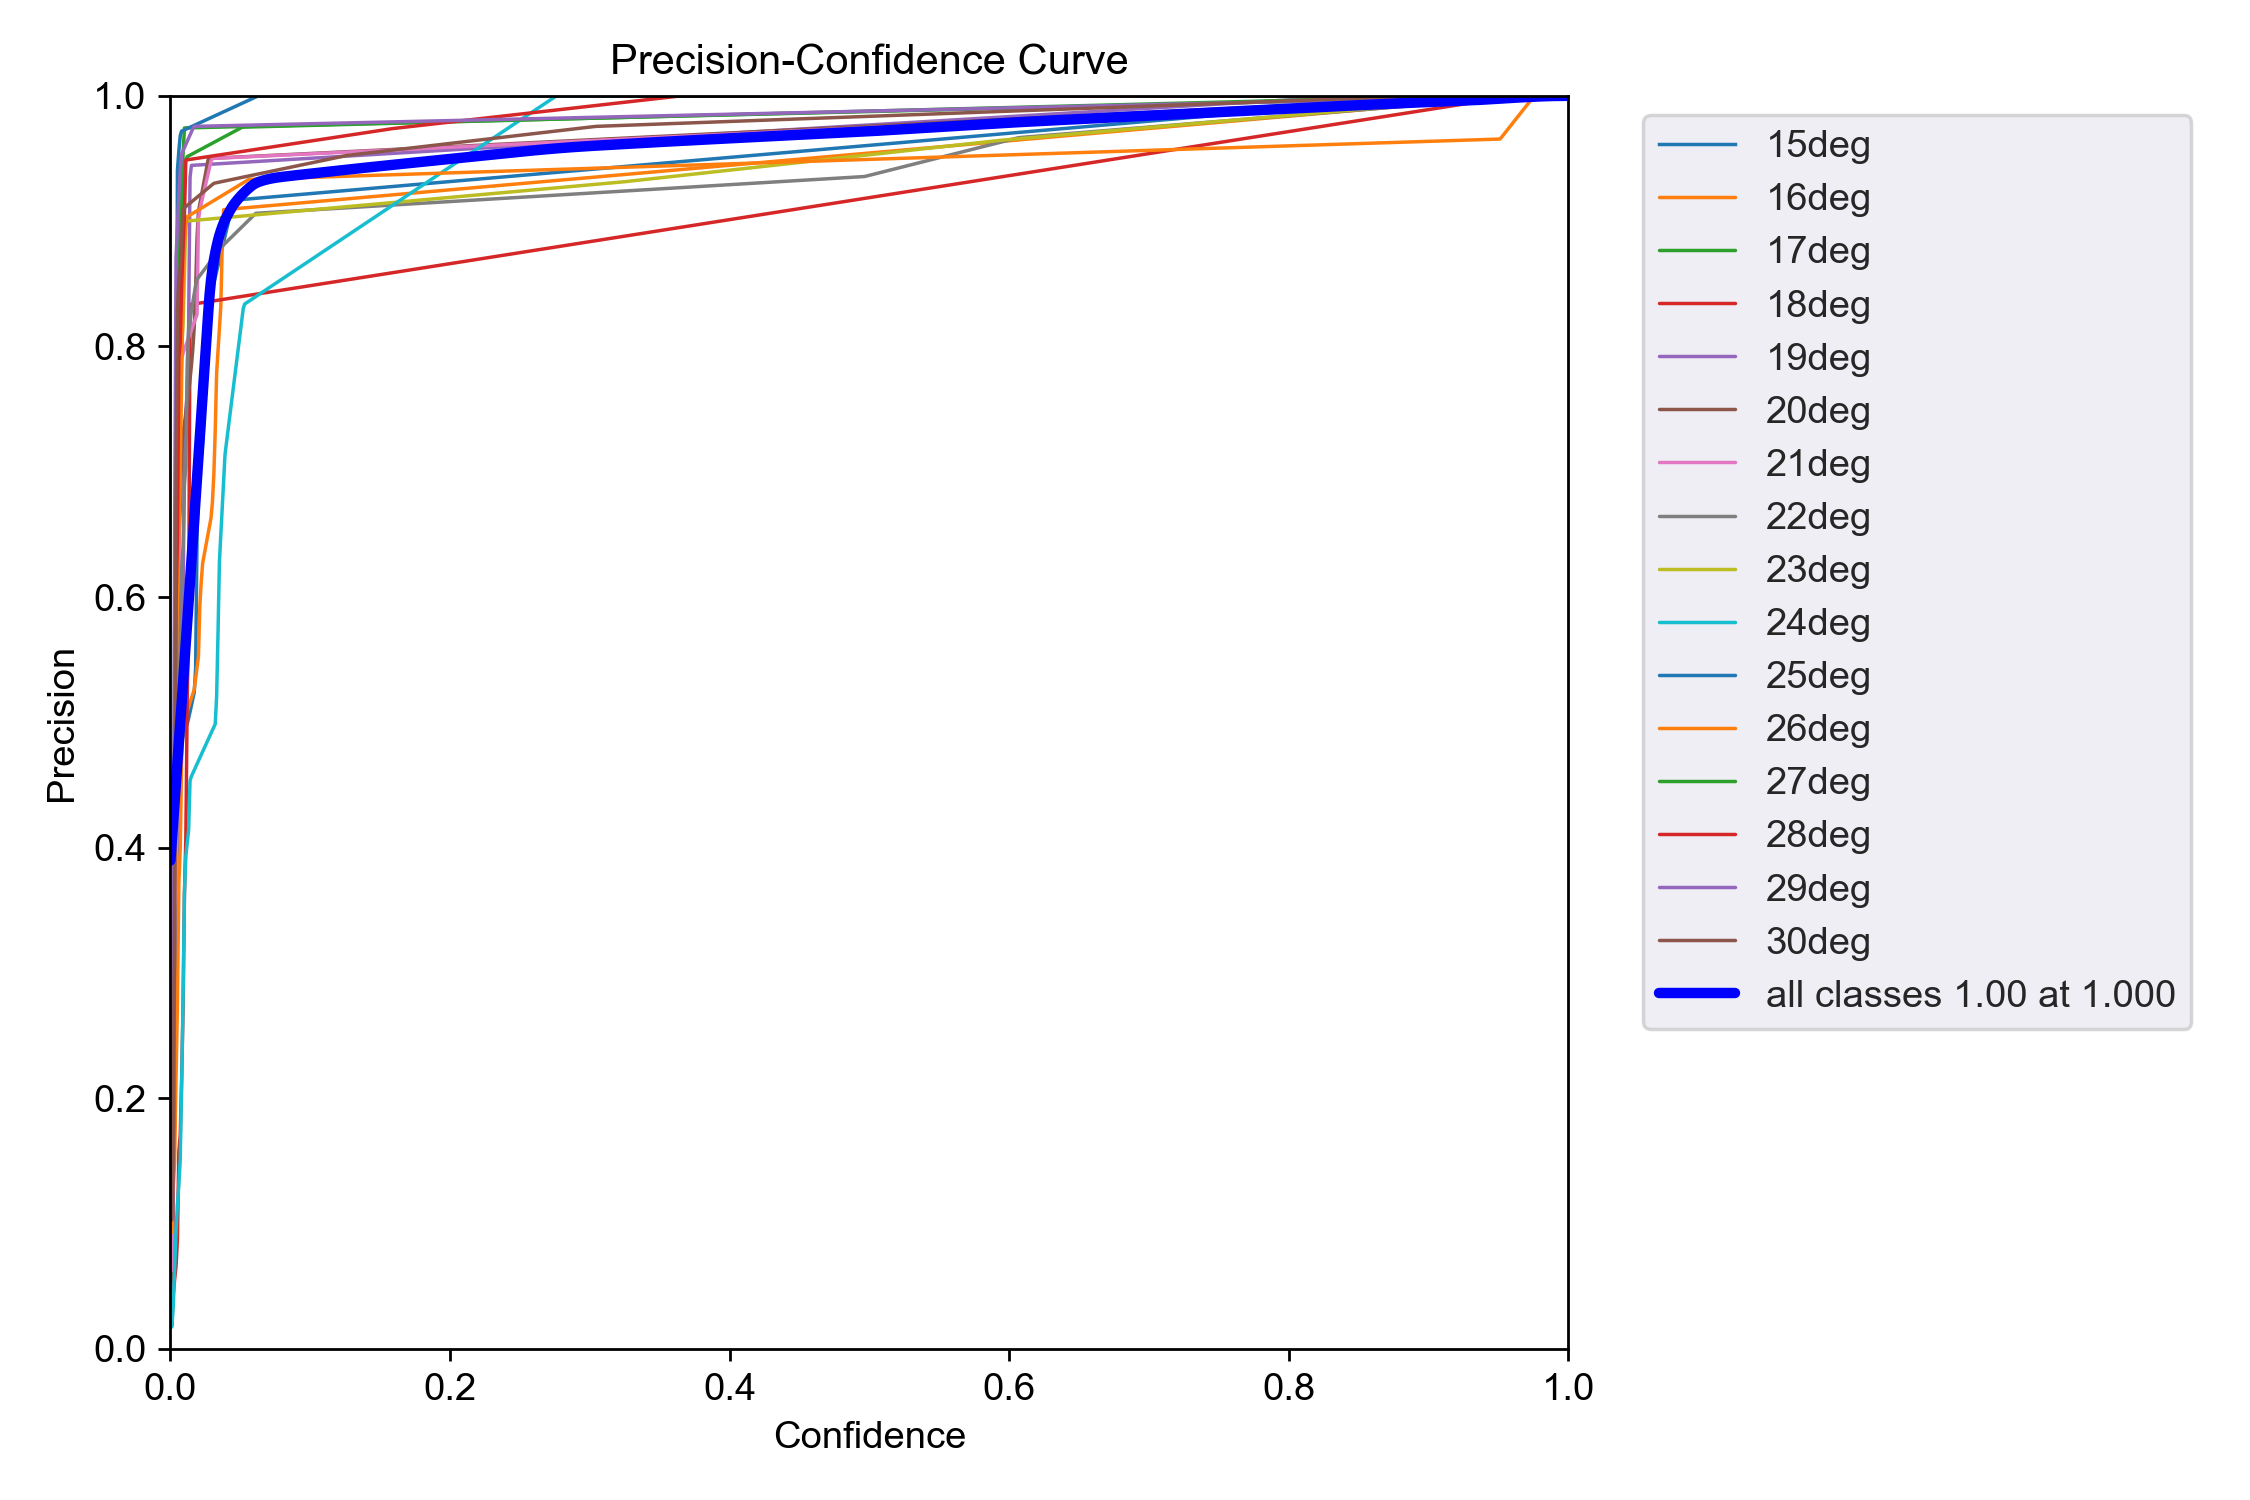 Precision-Confidence Curve
1.0
0.8
0.6
0.4
0.2
0.0
Precision
0.0 0.2 0.4 0.6 0.8 1.0
Confidence
15deg
16deg
17deg
18deg
19deg
20deg
21deg
22deg
23deg
24deg
25deg
26deg
27deg
28deg
29deg
30deg
all classes 1.00 at 1.000